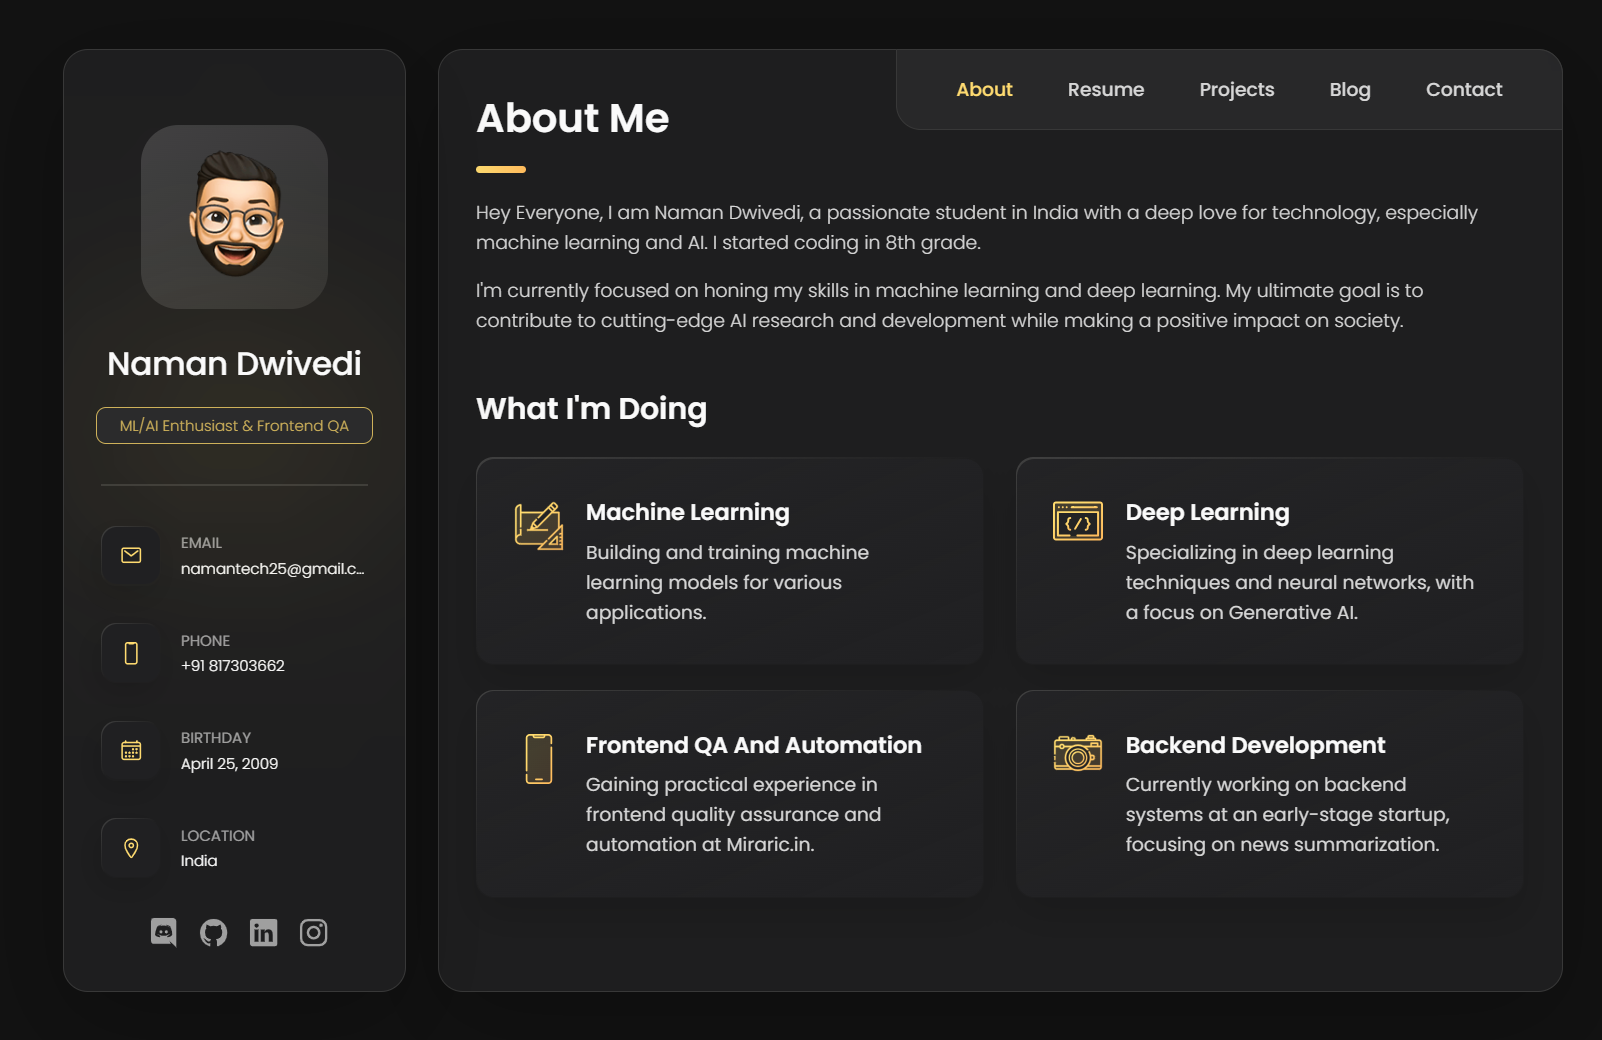 Naman Dwivedi
ML/AI Enthusiast & Frontend QA
EMAIL
namantech25@gmail.c...
PHONE
+91 817303662
BIRTHDAY
April 25, 2009
LOCATION
India
About
Resume
Projects
Blog
Contact
About Me
Hey Everyone, I am Naman Dwivedi, a passionate student in India with a deep love for technology, especially
machine learning and AI. I started coding in 8th grade.
I'm currently focused on honing my skills in machine learning and deep learning. My ultimate goal is to
contribute to cutting-edge AI research and development while making a positive impact on society.
What I'm Doing
Machine Learning
Building and training machine
learning models for various
applications.
Deep Learning
Specializing in deep learning
techniques and neural networks, with
a focus on Generative AI.
Frontend QA And Automation
Gaining practical experience in
frontend quality assurance and
automation at Miraric.in.
Backend Development
Currently working on backend
systems at an early-stage startup,
focusing on news summarization.